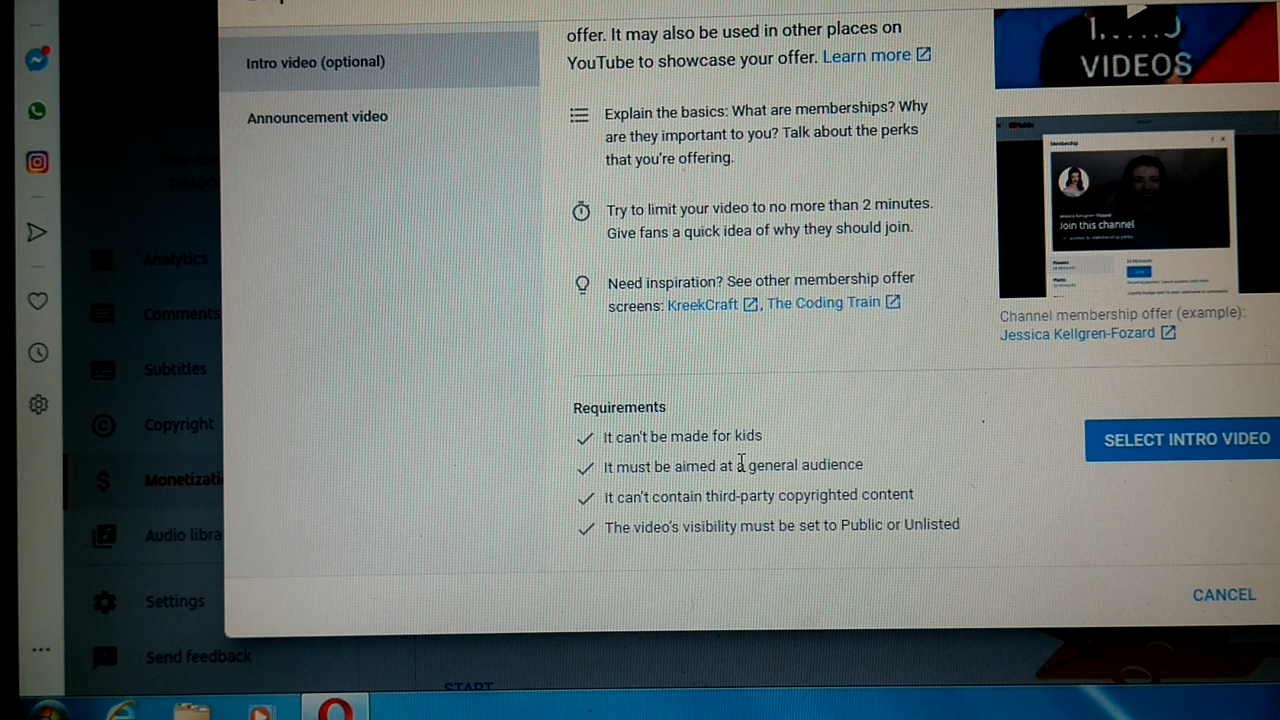 Intro video (optional)
Announcement video
Analytics
Comments
Subtitles
Copyright
Monetizati
Audio libra
Settings
Send feedback
START
offer. It may also be used in other places on
YouTube to showcase your offer. Learn more
Explain the basics: What are memberships? Why
are they important to you? Talk about the perks
that you're offering.
Try to limit your video to no more than 2 minutes.
Give fans a quick idea of why they should join.
Need inspiration? See other membership offer
screens: KreekCraft, The Coding Train
Requirements
It can't be made for kids
It must be aimed at a general audience
It can't contain third-party copyrighted content
The video's visibility must be set to Public or Unlisted
VIDEOS
Membership
Join this channel
Channel membership offer (example):
Jessica Kellgren-Fozard
SELECT INTRO VIDEO
CANCEL